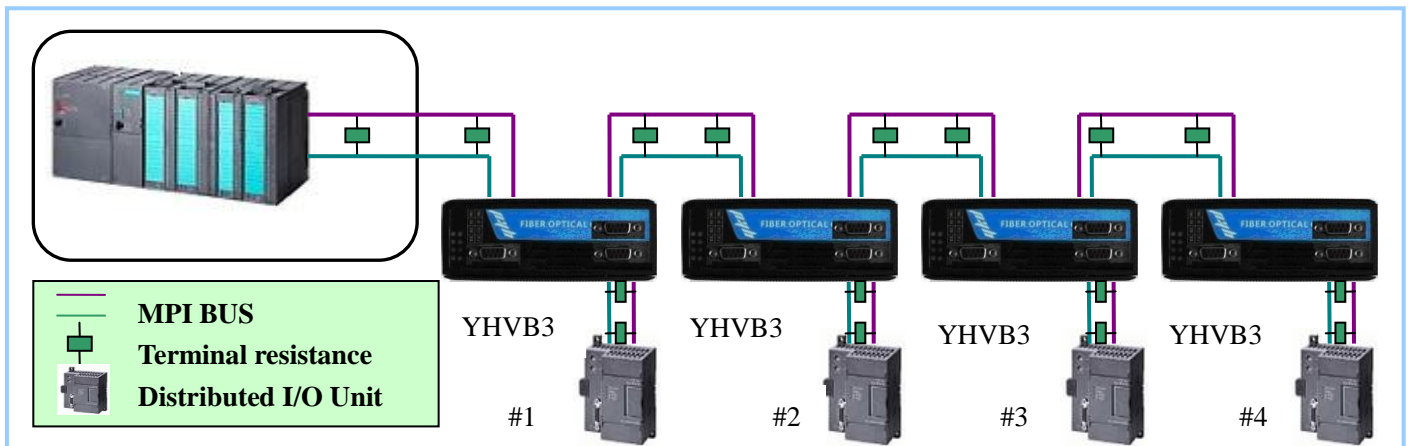 FIBER OPTICAL
FIBER OPTICAL
FIBER OPTICAL
FIBER OPTICAL
YHVB3
YHVB3
YHVB3
YHVB3
MPI BUS
Terminal resistance
Distributed I/O Unit
#1
#2
#3
#4